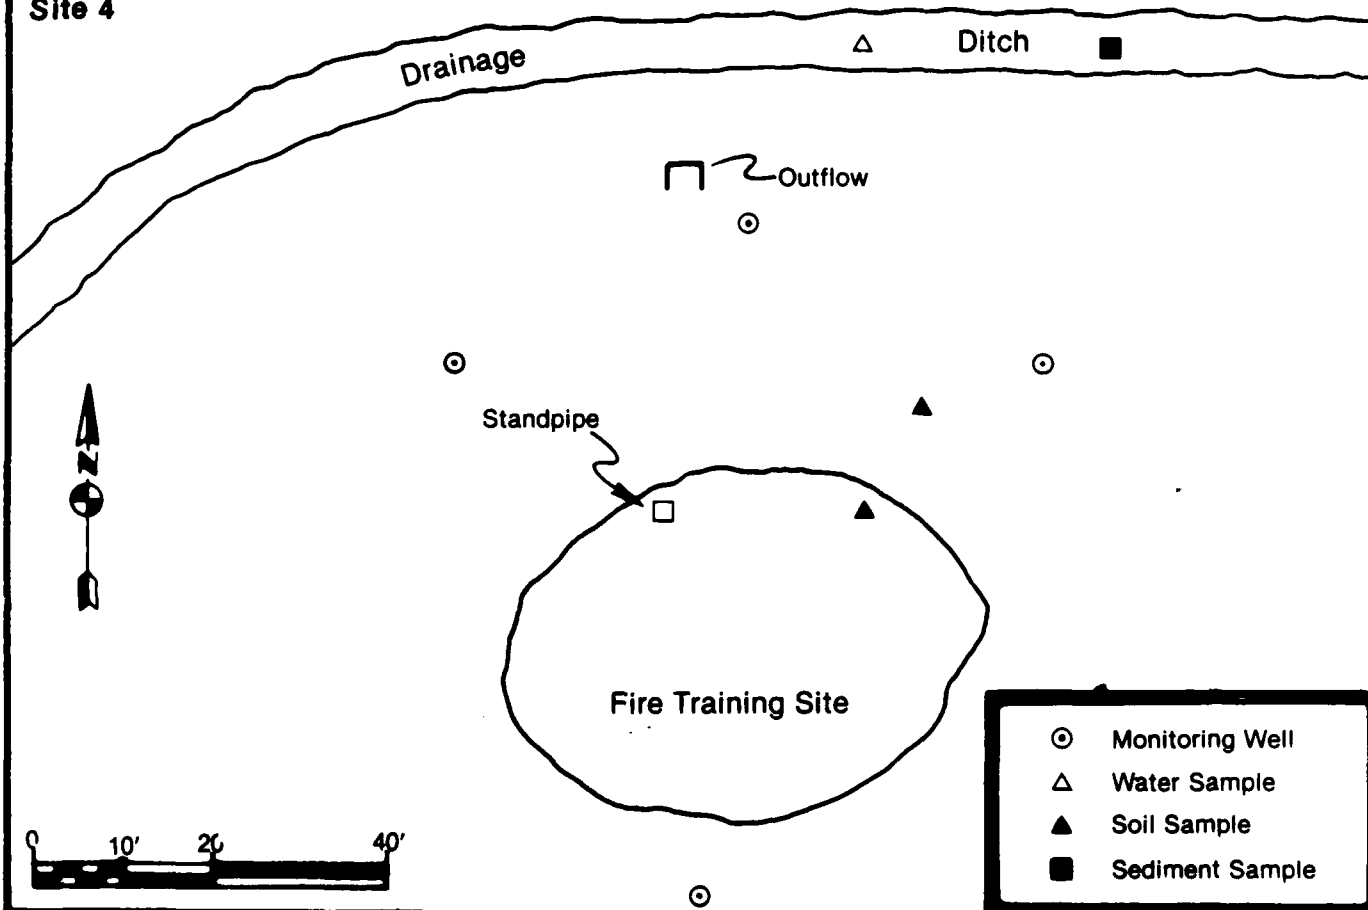 Site 4
Drainage
Ditch
Outflow
Standpipe
N
Fire Training Site
0 10' 20 40'
Monitoring Well
Water Sample
Soil Sample
Sediment Sample